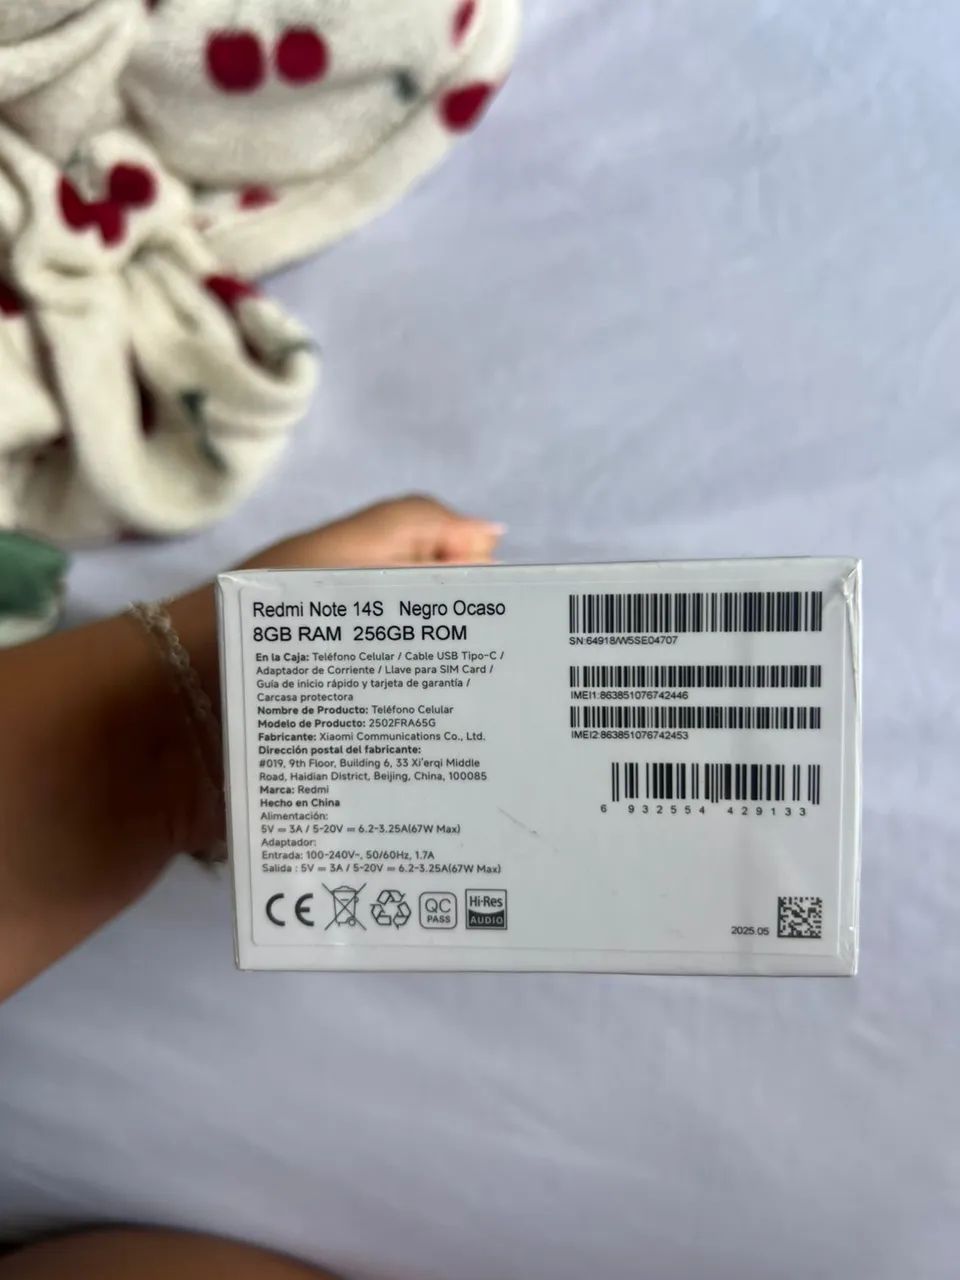 Redmi Note 14S Negro Ocaso
8GB RAM 256GB ROM
En la Caja: Teléfono Celular / Cable USB Tipo-C /
Adaptador de Corriente / Llave para SIM Card /
Guía de inicio rápido y tarjeta de garantía /
Carcasa protectora
Nombre de Producto: Teléfono Celular
Modelo de Producto: 2502FRA65G
Fabricante: Xiaomi Communications Co., Ltd.
Dirección postal del fabricante:
#019, 9th Floor, Building 6, 33 Xi'erqi Middle
Road, Haidian District, Beijing, China, 100085
Marca: Redmi
Hecho en China
Alimentación:
5V = 3A / 5-20V = 6.2-3.25A(67W Max)
Adaptador:
Entrada: 100-240V~, 50/60Hz, 1.7A
Salida : 5V = 3A / 5-20V = 6.2-3.25A(67W Max)
CE
QC
PASS
Hi-Res
AUDIO
SN:64918/W5SE04707
IMEI1:863851076742446
IMEI2:863851076742453
6 932554 429133
2025.05